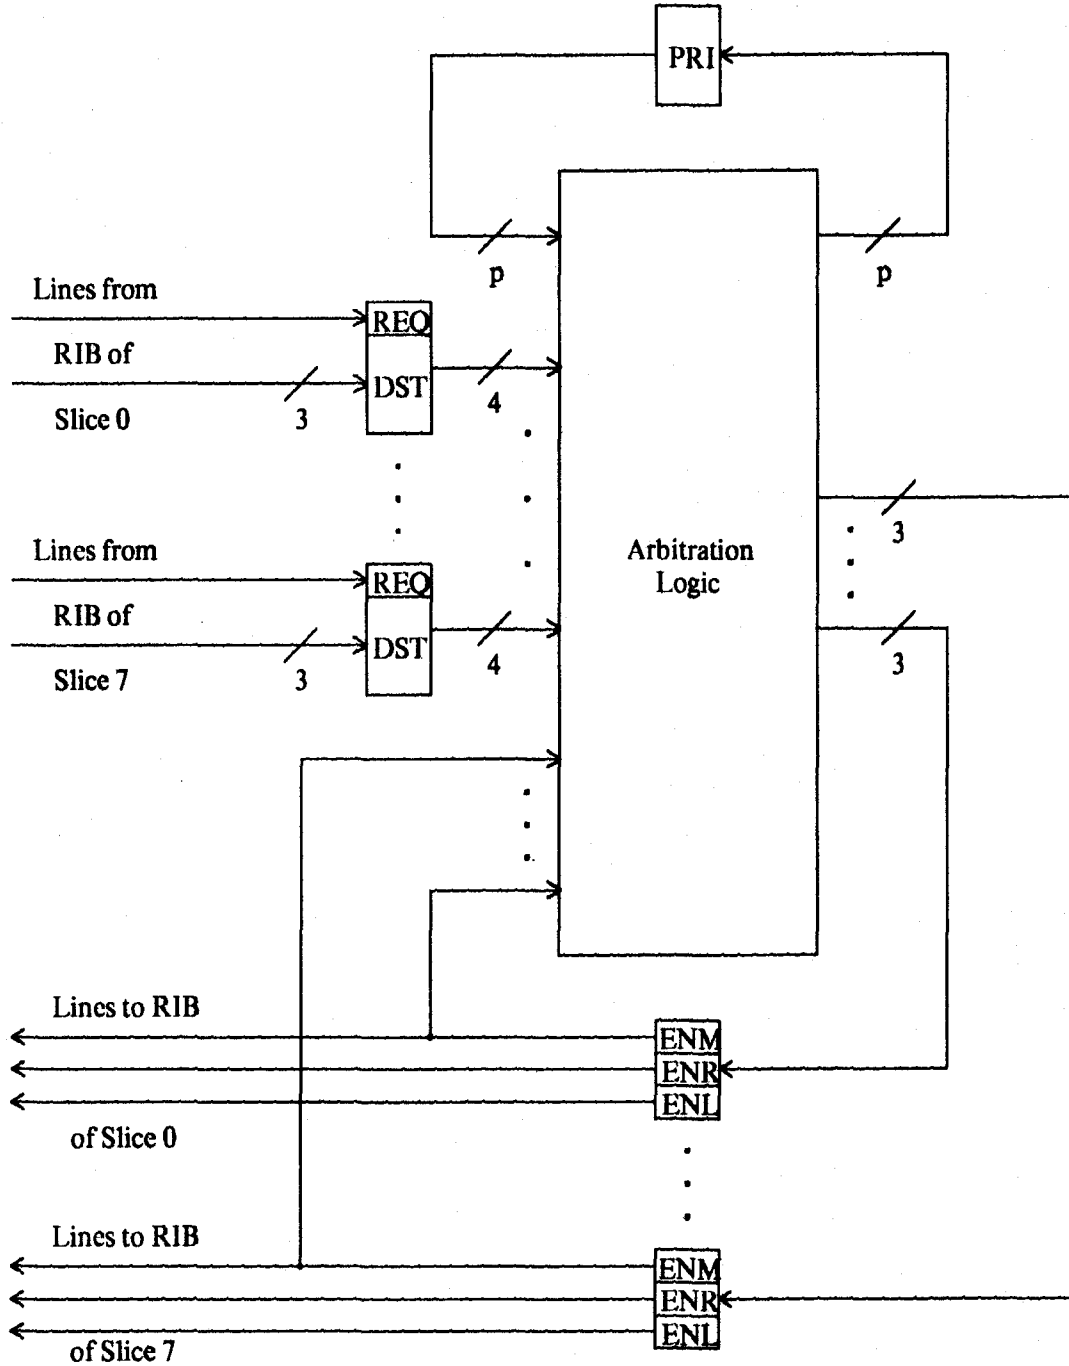 PRI
p
p
Lines from
REQ
RIB of
DST
3
4
Slice 0
3
Lines from
Arbitration
Logic
REQ
RIB of
DST
3
4
3
Slice 7
Lines to RIB
ENM
ENR
ENL
of Slice 0
Lines to RIB
ENM
ENR
ENL
of Slice 7